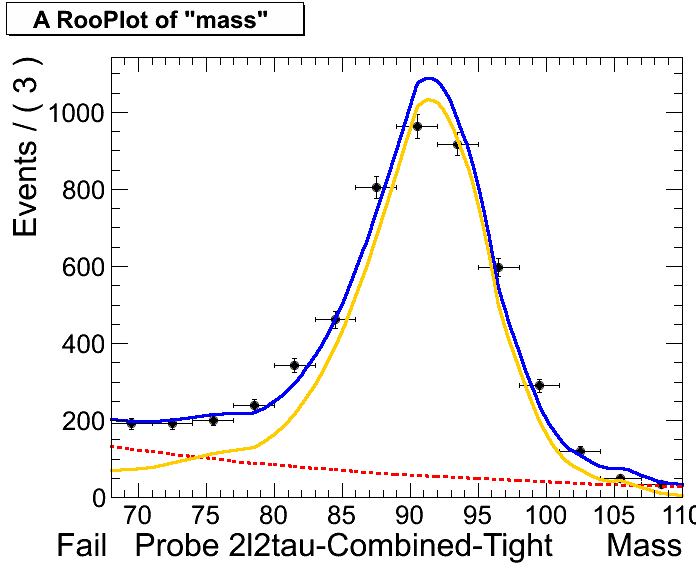 A RooPlot of "mass"
Events / ( 3 )
1000
800
600
400
200
0
70 75 80 85 90 95 100 105 110
Fail Probe 2l2tau-Combined-Tight Mass